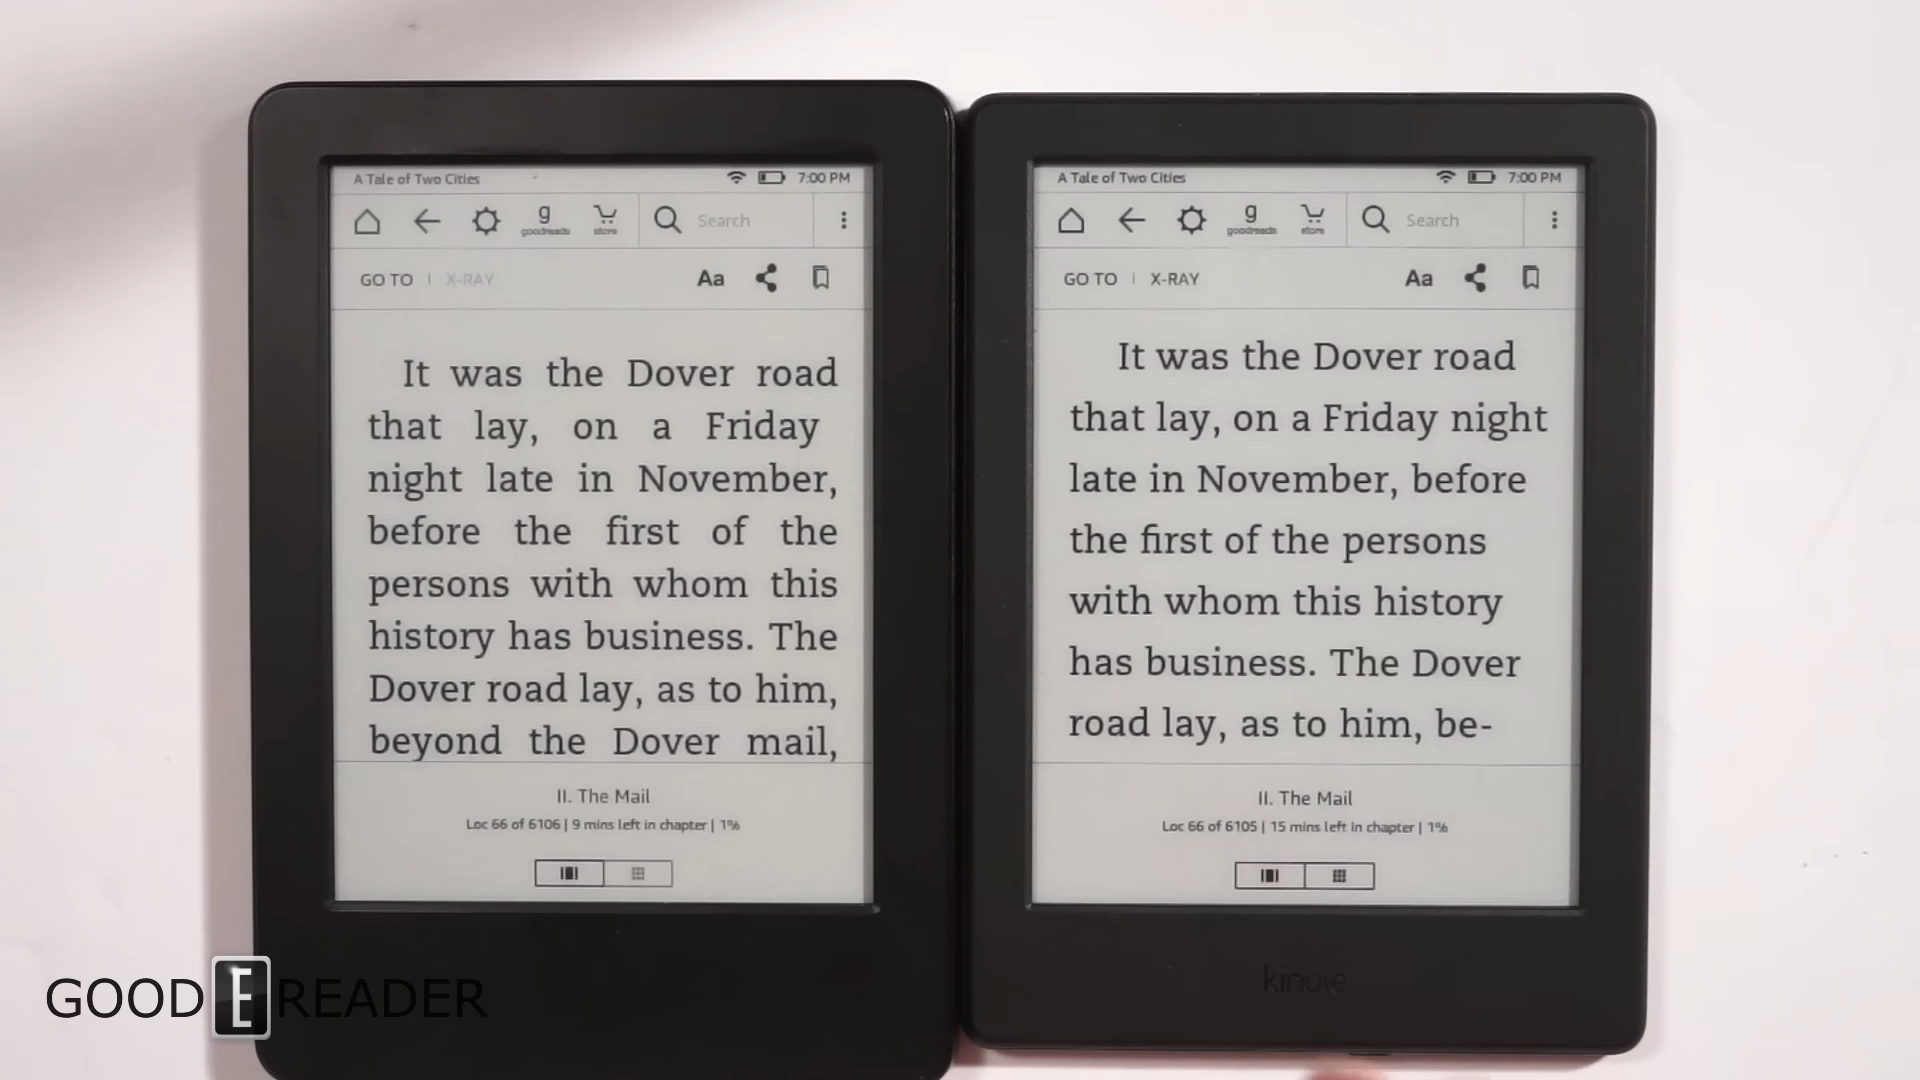 A Tale of Two Cities 7:00 PM
g
goodreads
store
Search
GO TO | X-RAY Aa
It was the Dover road
that lay, on a Friday
night late in November,
before the first of the
persons with whom this
history has business. The
Dover road lay, as to him,
beyond the Dover mail,
II. The Mail
Loc 66 of 6106 | 9 mins left in chapter | 1%
A Tale of Two Cities 7:00 PM
g
goodreads
store
Search
GO TO | X-RAY Aa
It was the Dover road
that lay, on a Friday night
late in November, before
the first of the persons
with whom this history
has business. The Dover
road lay, as to him, be-
II. The Mail
Loc 66 of 6105 | 15 mins left in chapter | 1%
kindle
GOOD E READER